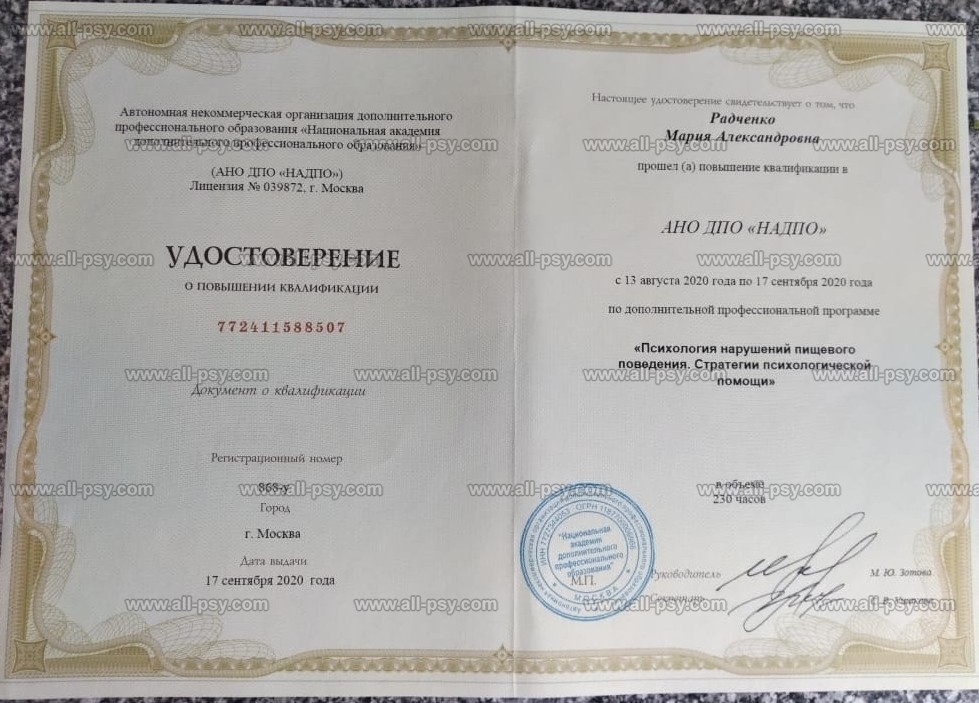 Автономная некоммерческая организация дополнительного
профессионального образования «Национальная академия
дополнительного профессионального образования»
(АНО ДПО «НАДПО»)
Лицензия № 039872, г. Москва
УДОСТОВЕРЕНИЕ
О ПОВЫШЕНИИ КВАЛИФИКАЦИИ
772411588507
Документ о квалификации
Регистрационный номер
868-у
Город
г. Москва
Дата выдачи
17 сентября 2020 года
Настоящее удостоверение свидетельствует о том, что
Радченко
Мария Александровна
прошел (а) повышение квалификации в
АНО ДПО «НАДПО»
с 13 августа 2020 года по 17 сентября 2020 года
по дополнительной профессиональной программе
«Психология нарушений пищевого
поведения. Стратегии психологической
помощи»
в объеме
230 часов
"Национальная
академия
дополнительного
профессионального
образования"
МОСКВА
М.П.
Руководитель
М. Ю. Зотова
Секретарь
www.all-psy.com